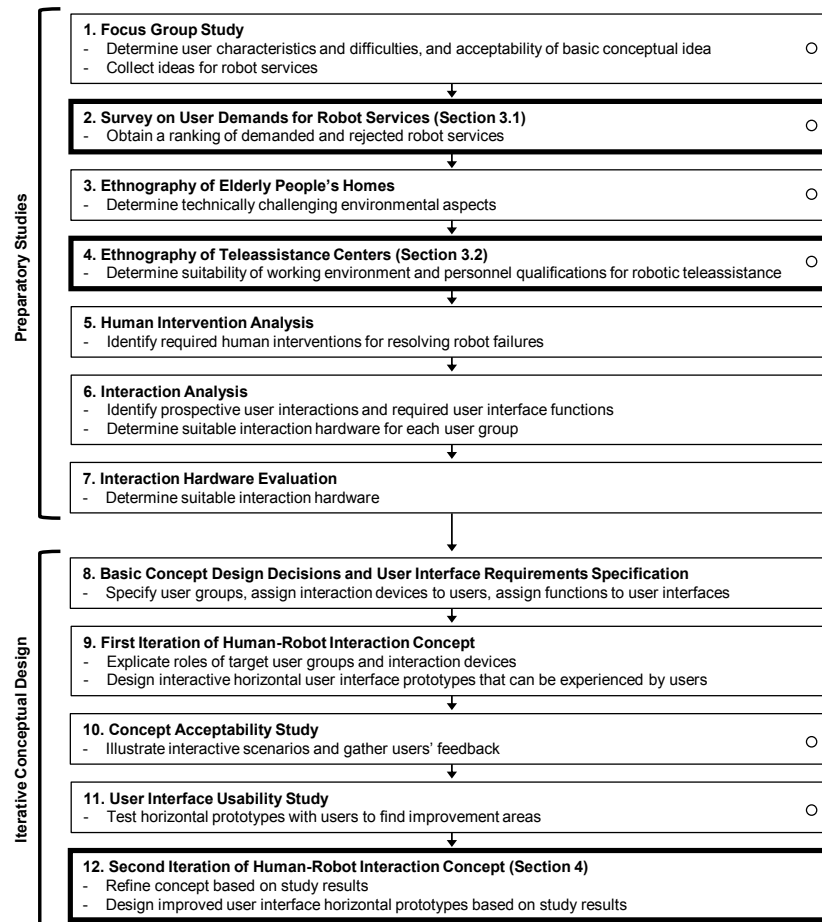 Preparatory Studies
1. Focus Group Study
- Determine user characteristics and difficulties, and acceptability of basic conceptual idea
- Collect ideas for robot services
2. Survey on User Demands for Robot Services (Section 3.1)
- Obtain a ranking of demanded and rejected robot services
3. Ethnography of Elderly People's Homes
- Determine technically challenging environmental aspects
4. Ethnography of Teleassistance Centers (Section 3.2)
- Determine suitability of working environment and personnel qualifications for robotic teleassistance
5. Human Intervention Analysis
- Identify required human interventions for resolving robot failures
6. Interaction Analysis
- Identify prospective user interactions and required user interface functions
- Determine suitable interaction hardware for each user group
7. Interaction Hardware Evaluation
- Determine suitable interaction hardware
Iterative Conceptual Design
8. Basic Concept Design Decisions and User Interface Requirements Specification
- Specify user groups, assign interaction devices to users, assign functions to user interfaces
9. First Iteration of Human-Robot Interaction Concept
- Explicate roles of target user groups and interaction devices
- Design interactive horizontal user interface prototypes that can be experienced by users
10. Concept Acceptability Study
- Illustrate interactive scenarios and gather users' feedback
11. User Interface Usability Study
- Test horizontal prototypes with users to find improvement areas
12. Second Iteration of Human-Robot Interaction Concept (Section 4)
- Refine concept based on study results
- Design improved user interface horizontal prototypes based on study results